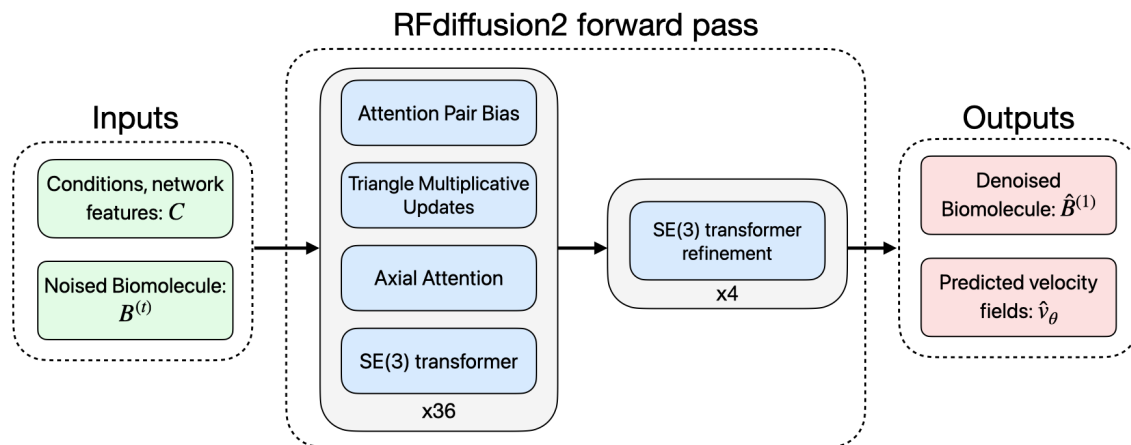 RFdiffusion2 forward pass
Inputs
Conditions, network
features: C
Noised Biomolecule:
B^(t)
Attention Pair Bias
Triangle Multiplicative
Updates
Axial Attention
SE(3) transformer
x36
SE(3) transformer
refinement
x4
Outputs
Denoised
Biomolecule: B̂^(1)
Predicted velocity
fields: v̂_θ